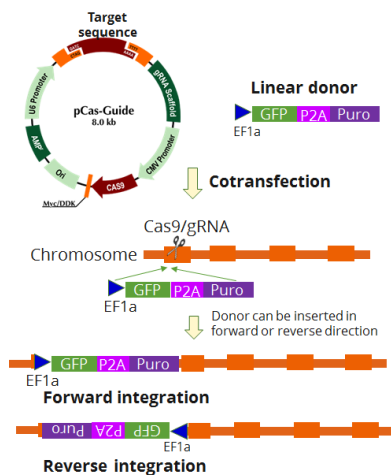 Target
sequence
U6 Promoter
gRNA Scaffold
pCas-Guide
8.0 kb
AMP
CMV Promoter
Ori
CAS9
Myc/DDK
Linear donor
GFP P2A Puro
EF1a
Cotransfection
Cas9/gRNA
Chromosome
GFP P2A Puro
EF1a
Donor can be inserted in
forward or reverse direction
GFP P2A Puro
EF1a
Forward integration
Puro P2A GFP
EF1a
Reverse integration